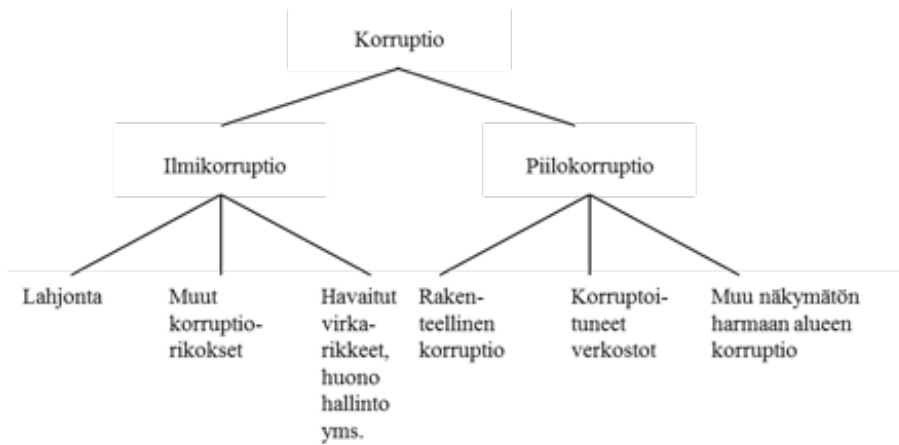 Korruptio
Ilmikorruptio
Piilokorruptio
Lahjonta
Muut
korruptio-
rikokset
Havaitut
virka-
rikkeet,
huono
hallinto
yms.
Raken-
teellinen
korruptio
Korruptoi-
tuneet
verkostot
Muu näkymätön
harmaan alueen
korruptio